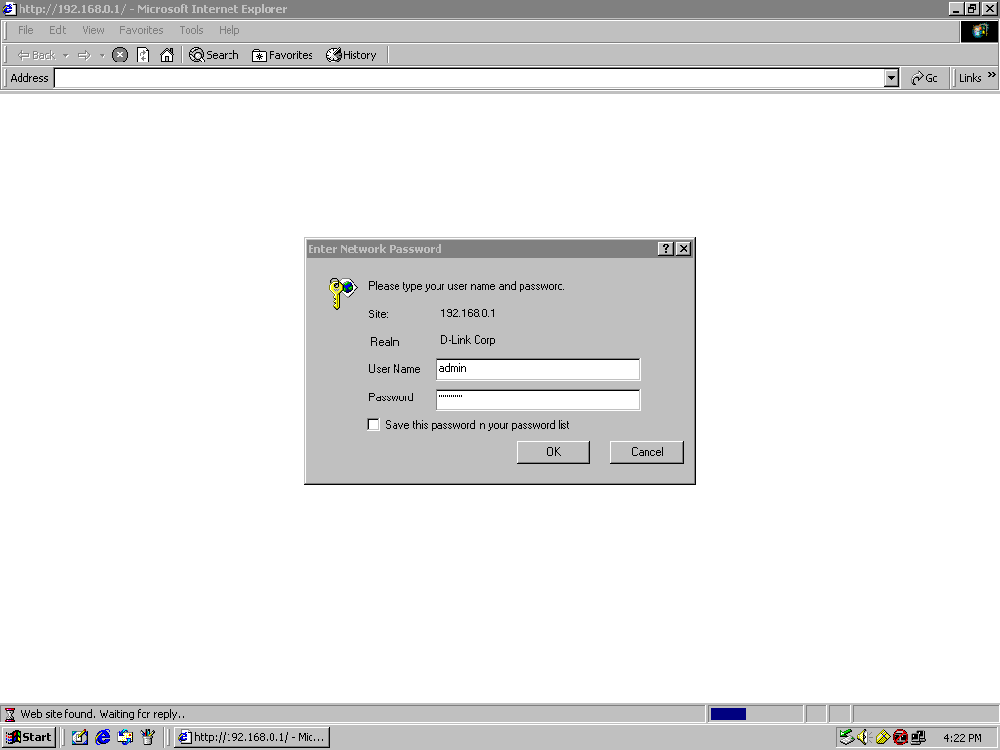 http://192.168.0.1/ - Microsoft Internet Explorer
File Edit View Favorites Tools Help
Back Search Favorites History
Address Go Links »
Enter Network Password
Please type your user name and password.
Site: 192.168.0.1
Realm D-Link Corp
User Name admin
Password ××××××
Save this password in your password list
OK Cancel
Web site found. Waiting for reply...
Start http://192.168.0.1/ - Mic... 4:22 PM